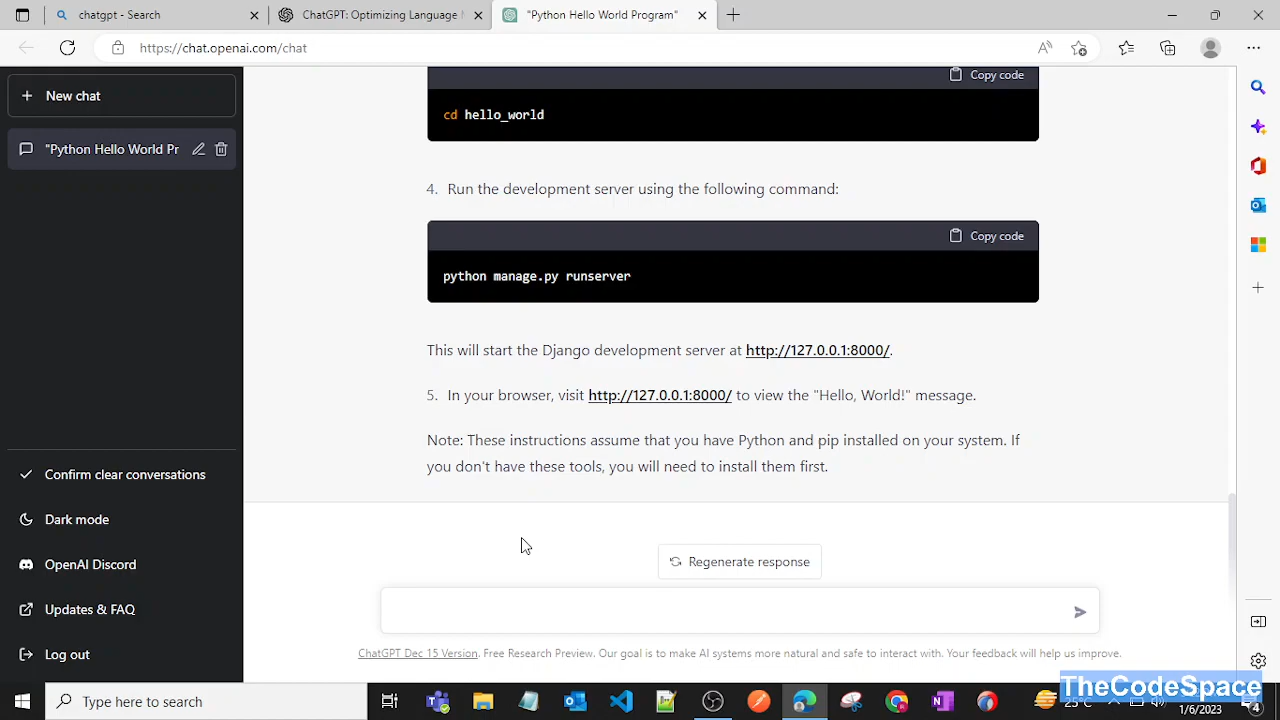 chatgpt - Search
ChatGPT: Optimizing Language
"Python Hello World Program"
https://chat.openai.com/chat
New chat
"Python Hello World Pr
Confirm clear conversations
Dark mode
OpenAI Discord
Updates & FAQ
Log out
Copy code
cd hello_world
4. Run the development server using the following command:
Copy code
python manage.py runserver
This will start the Django development server at http://127.0.0.1:8000/.
5. In your browser, visit http://127.0.0.1:8000/ to view the "Hello, World!" message.
Note: These instructions assume that you have Python and pip installed on your system. If
you don't have these tools, you will need to install them first.
Regenerate response
ChatGPT Dec 15 Version. Free Research Preview. Our goal is to make AI systems more natural and safe to interact with. Your feedback will help us improve.
TheCodeSpace
Type here to search
1/6/2023
4